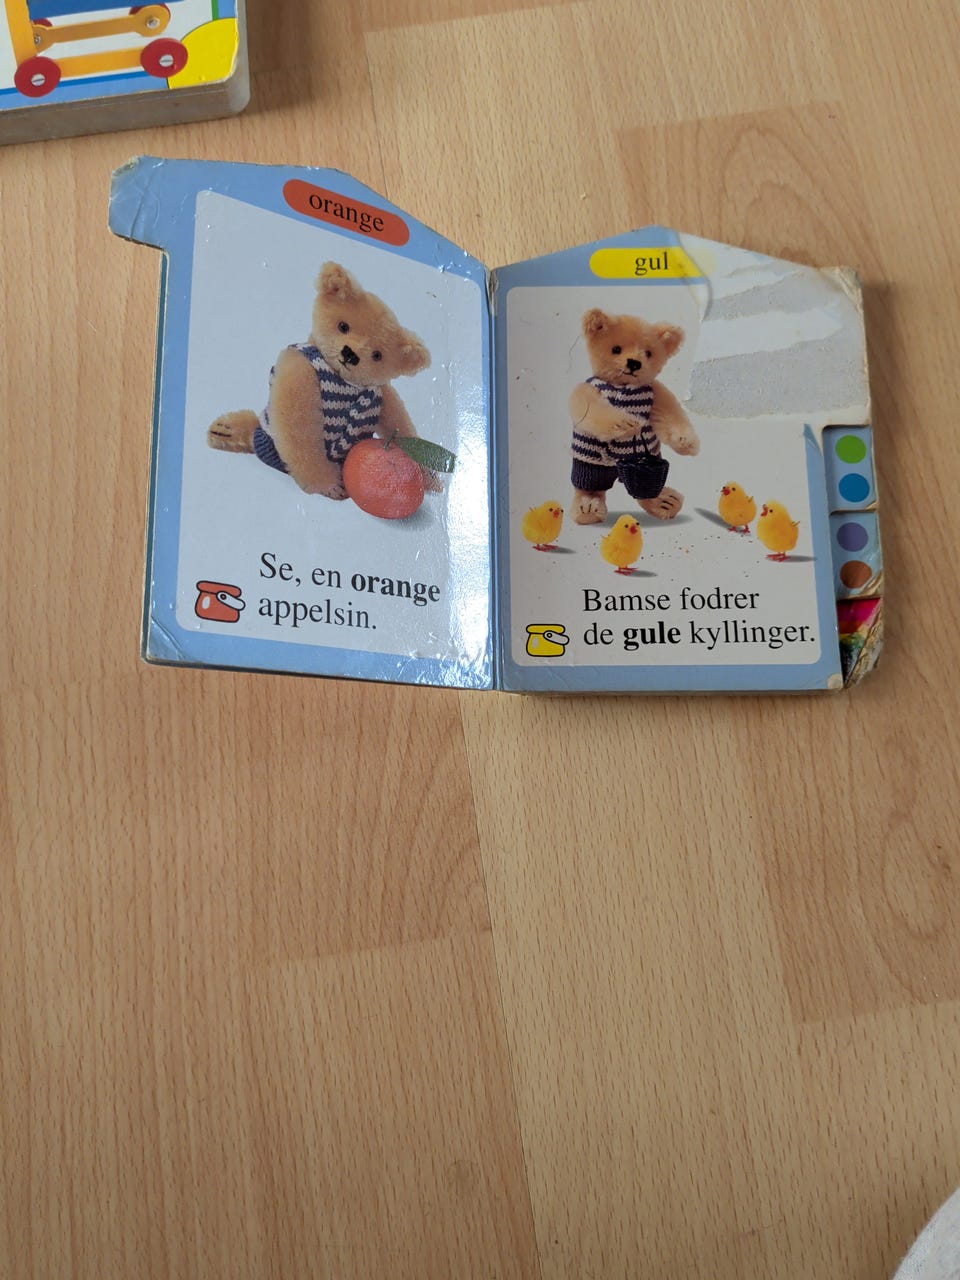 orange
Se, en orange
appelsin.
gul
Bamse fodrer
de gule kyllinger.